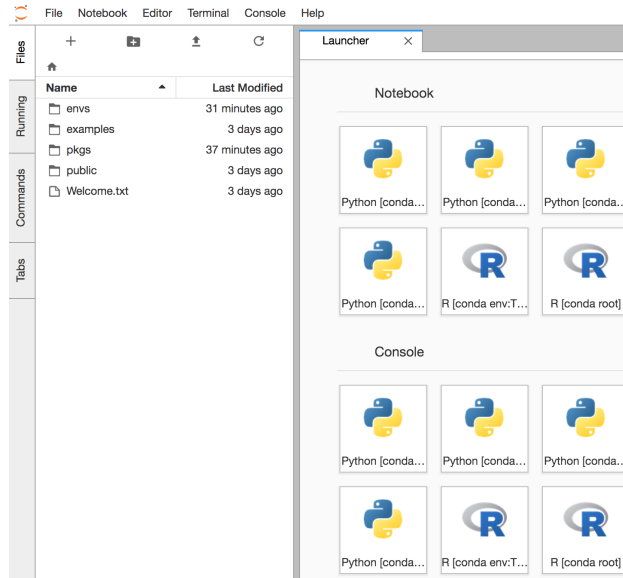 File Notebook Editor Terminal Console Help
Files
Running
Commands
Tabs
Name Last Modified
envs 31 minutes ago
examples 3 days ago
pkgs 37 minutes ago
public 3 days ago
Welcome.txt 3 days ago
Launcher
Notebook
Python [conda... Python [conda... Python [conda...
Python [conda... R [conda env:T... R [conda root]
Console
Python [conda... Python [conda... Python [conda...
Python [conda... R [conda env:T... R [conda root]